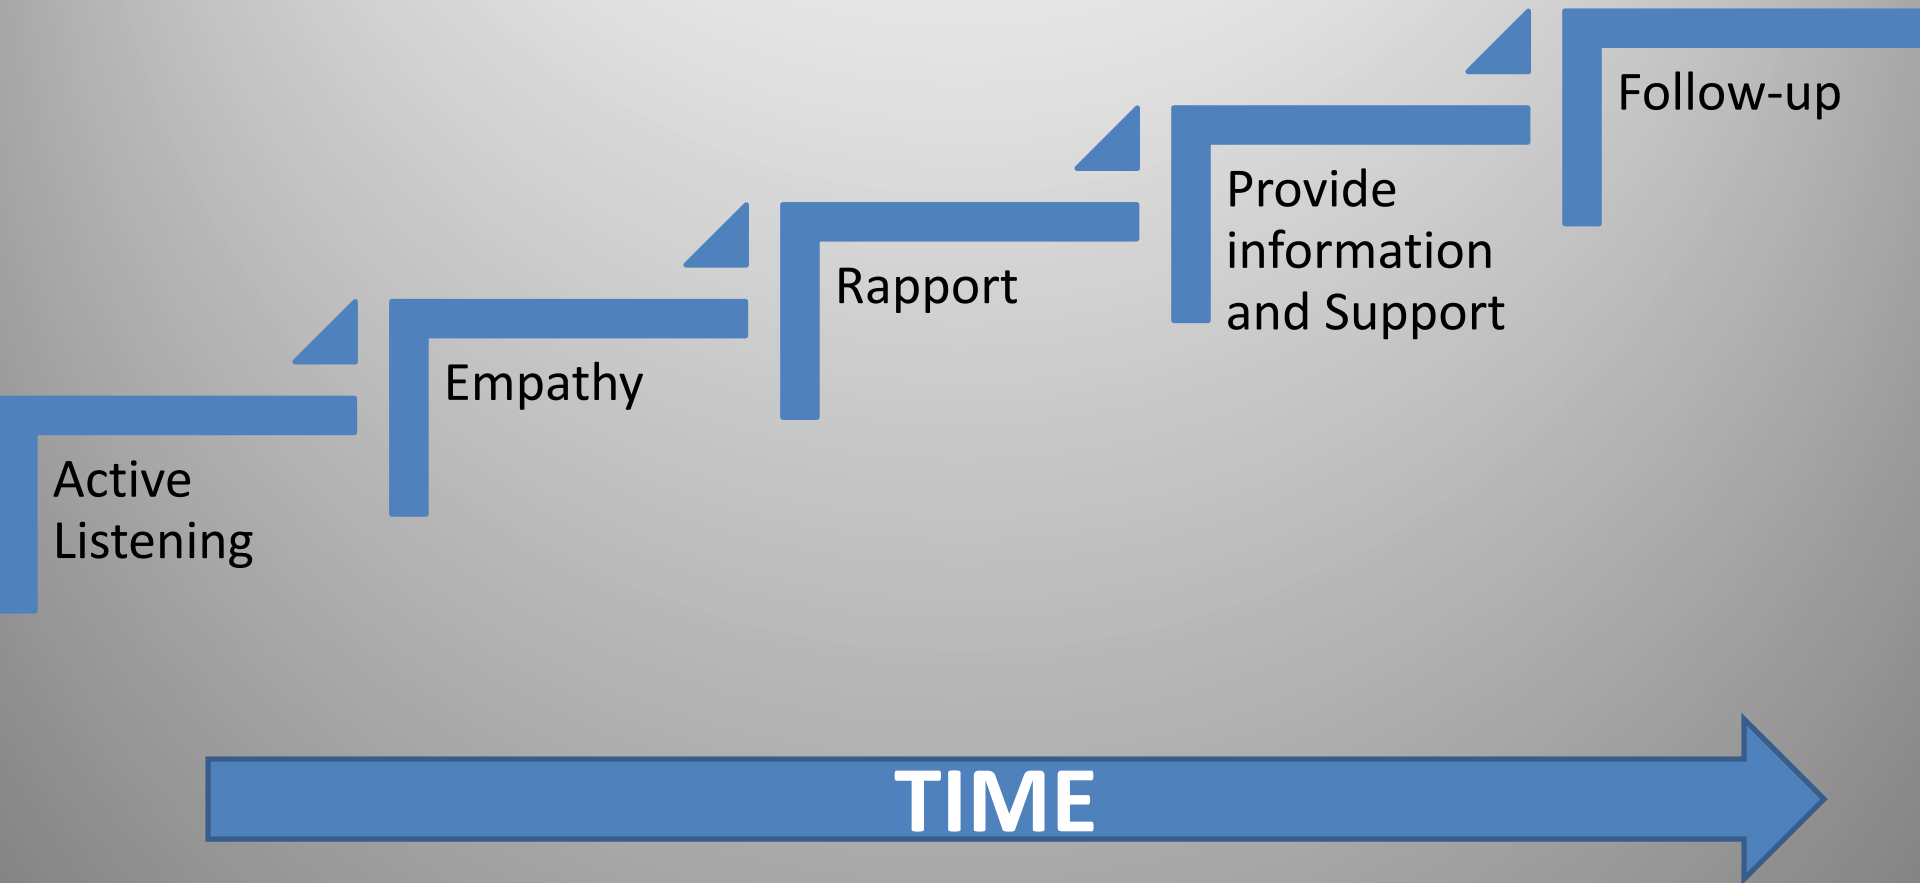 Active
Listening
Empathy
Rapport
Provide
information
and Support
Follow-up
TIME